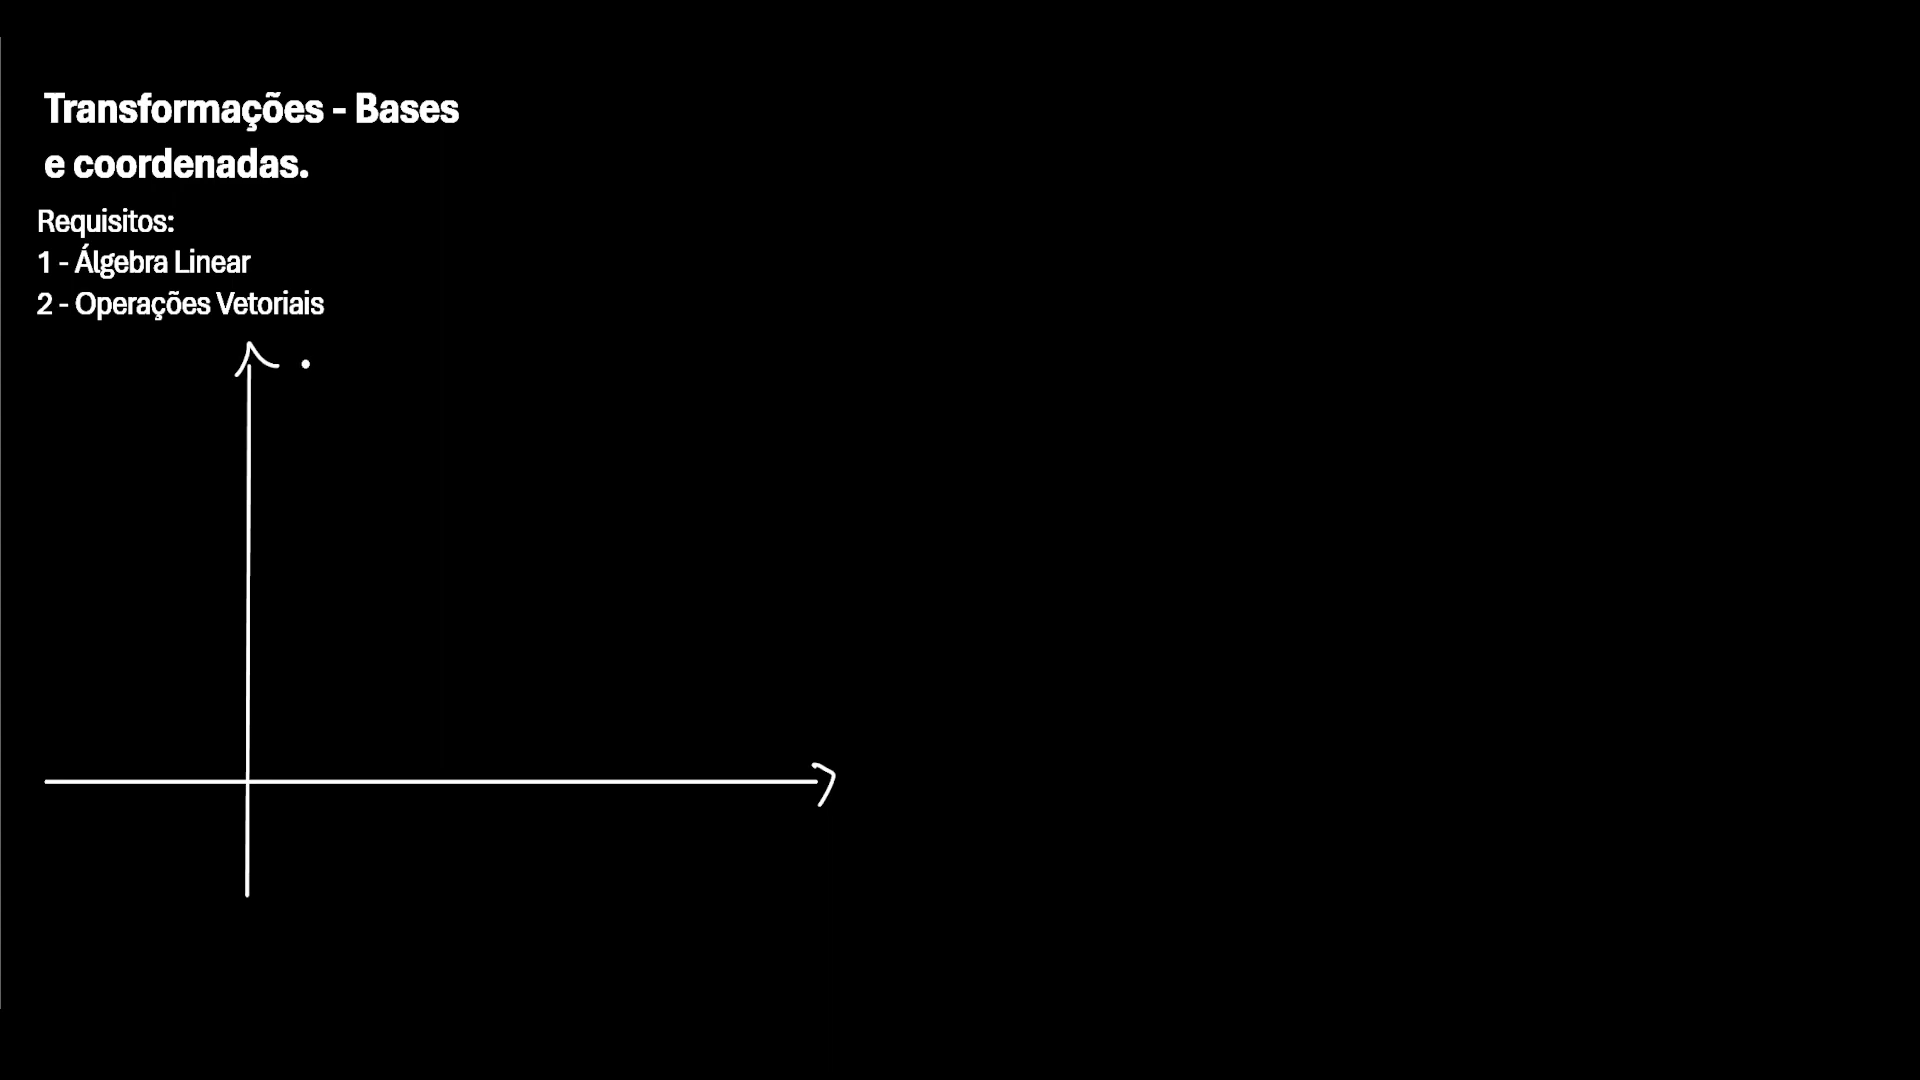 Transformações - Bases
e coordenadas.
Requisitos:
1 - Álgebra Linear
2 - Operações Vetoriais